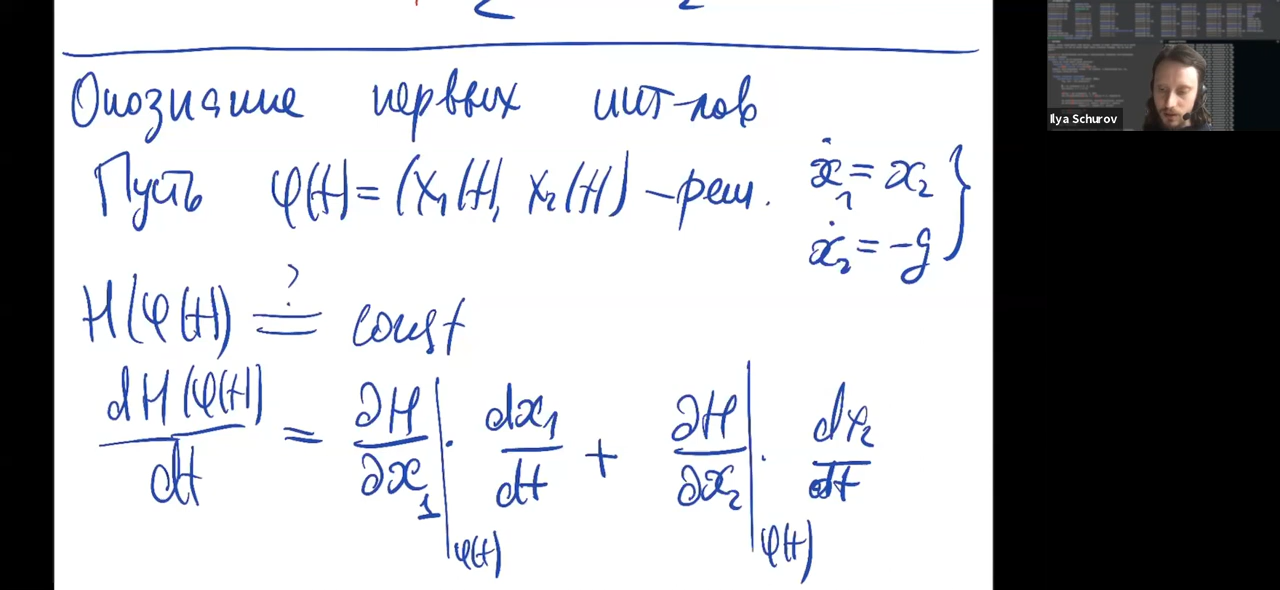 Опознание первых инт-лов
Пусть φ(t) = (x₁(t), x₂(t)) – реш. ẋ₁ = x₂
ẋ₂ = -g }
H(φ(t)) ≟ const
dH(φ(t))/dt = ∂H/∂x₁|φ(t) · dx₁/dt + ∂H/∂x₂|φ(t) · dx₂/dt
Ilya Schurov